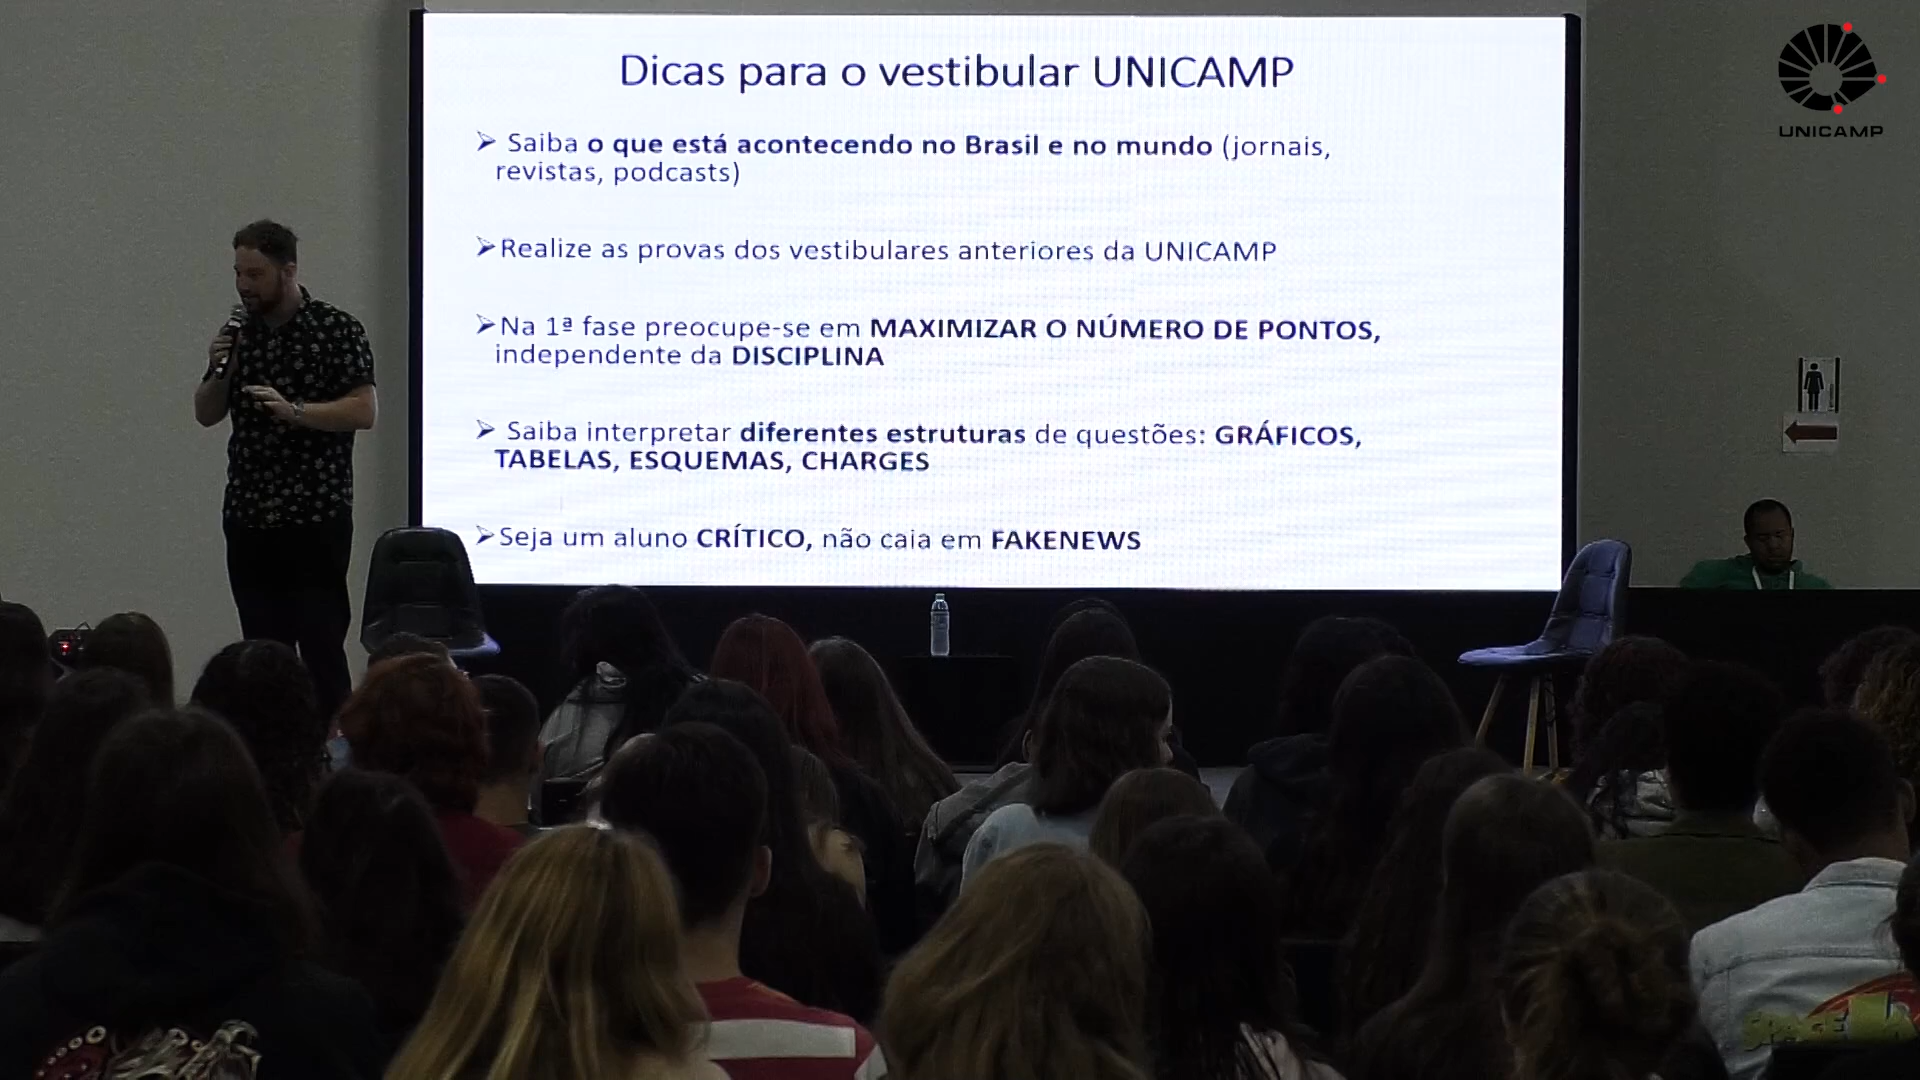 Dicas para o vestibular UNICAMP
➢ Saiba o que está acontecendo no Brasil e no mundo (jornais,
revistas, podcasts)
➢Realize as provas dos vestibulares anteriores da UNICAMP
➢Na 1ª fase preocupe-se em MAXIMIZAR O NÚMERO DE PONTOS,
independente da DISCIPLINA
➢ Saiba interpretar diferentes estruturas de questões: GRÁFICOS,
TABELAS, ESQUEMAS, CHARGES
➢Seja um aluno CRÍTICO, não caia em FAKENEWS
UNICAMP
SPACE